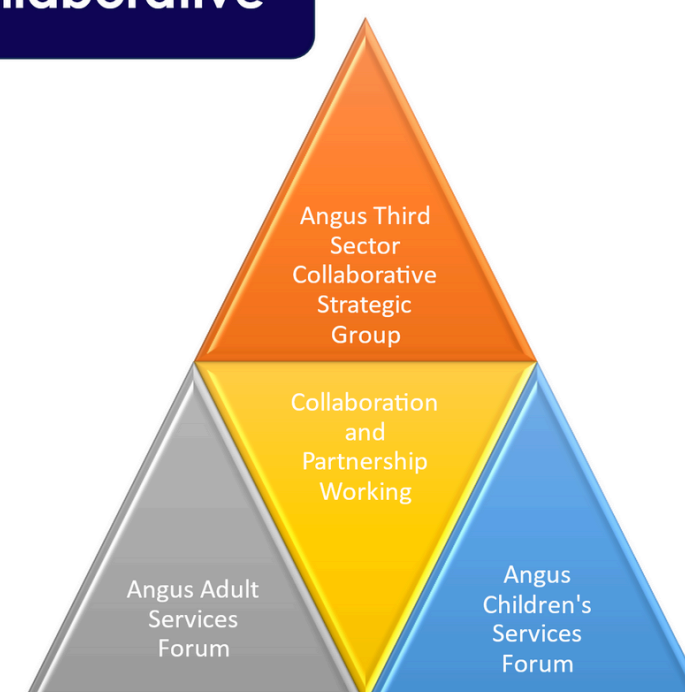 Angus Third
Sector
Collaborative
Strategic
Group
Collaboration
and
Partnership
Working
Angus Adult
Services
Forum
Angus
Children's
Services
Forum